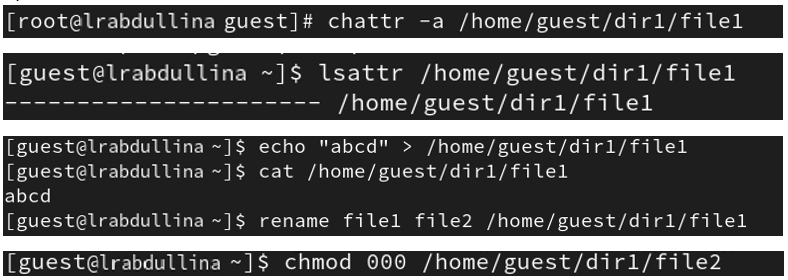 [root@lrabdullina guest]# chattr -a /home/guest/dir1/file1
[guest@lrabdullina ~]$ lsattr /home/guest/dir1/file1
---------------------- /home/guest/dir1/file1
[guest@lrabdullina ~]$ echo "abcd" > /home/guest/dir1/file1
[guest@lrabdullina ~]$ cat /home/guest/dir1/file1
abcd
[guest@lrabdullina ~]$ rename file1 file2 /home/guest/dir1/file1
[guest@lrabdullina ~]$ chmod 000 /home/guest/dir1/file2